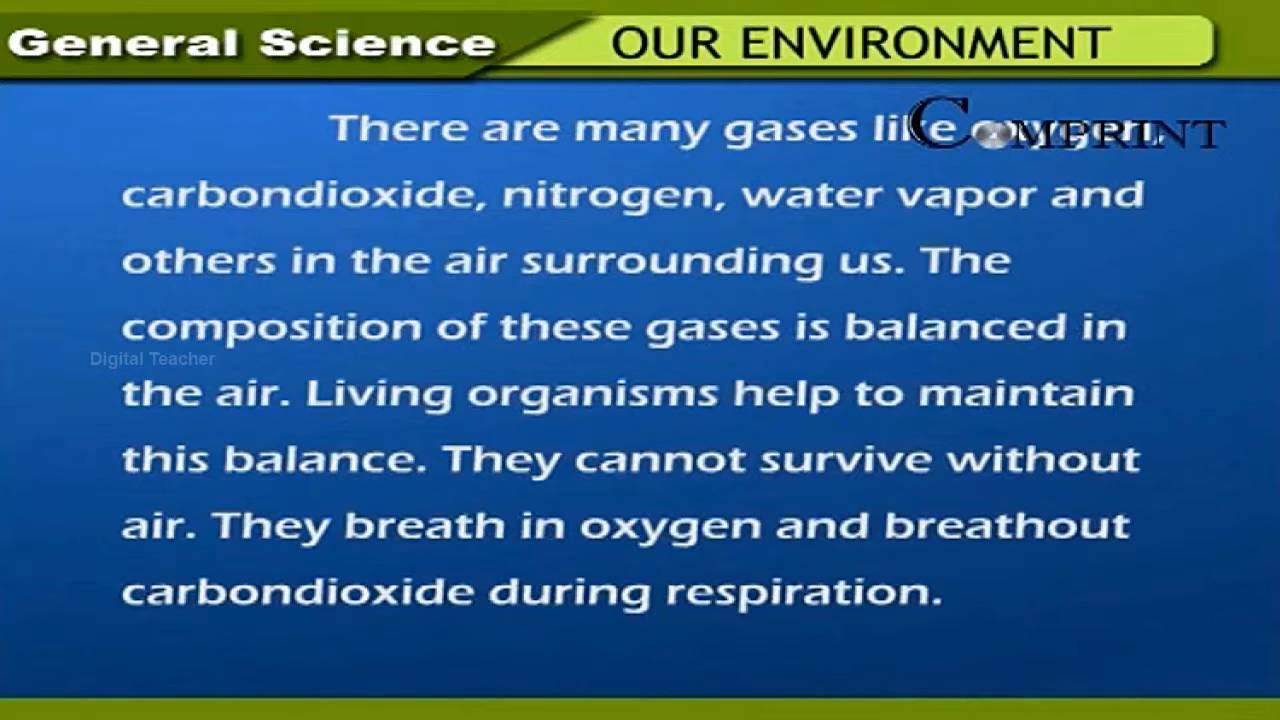 General Science
OUR ENVIRONMENT
There are many gases like oxygen,
COMPRINT
carbondioxide, nitrogen, water vapor and
others in the air surrounding us. The
composition of these gases is balanced in
Digital Teacher
the air. Living organisms help to maintain
this balance. They cannot survive without
air. They breath in oxygen and breathout
carbondioxide during respiration.